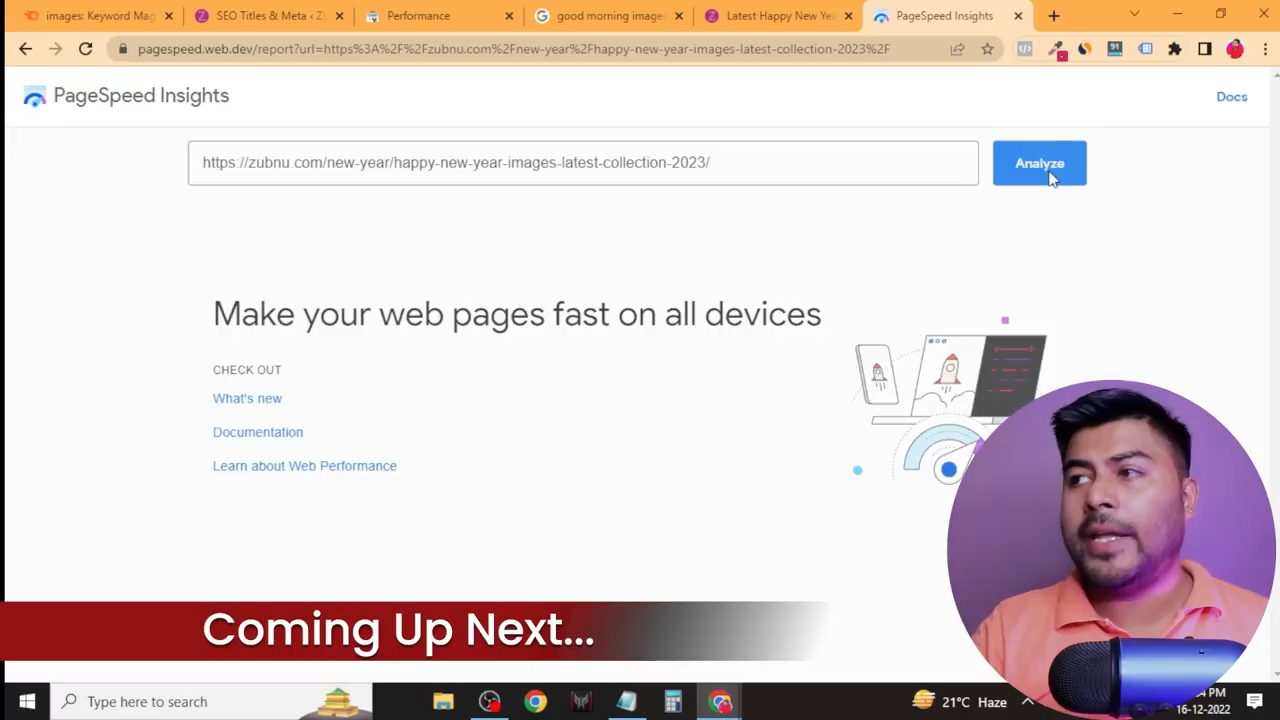 images: Keyword Mag
SEO Titles & Meta ‹ Z
Performance
good morning image
Latest Happy New Ye
PageSpeed Insights
pagespeed.web.dev/report?url=https%3A%2F%2Fzubnu.com%2Fnew-year%2Fhappy-new-year-images-latest-collection-2023%2F
91
PageSpeed Insights
Docs
https://zubnu.com/new-year/happy-new-year-images-latest-collection-2023/
Analyze
Make your web pages fast on all devices
CHECK OUT
What's new
Documentation
Learn about Web Performance
Coming Up Next...
Type here to search
21°C Haze
4 PM
16-12-2022